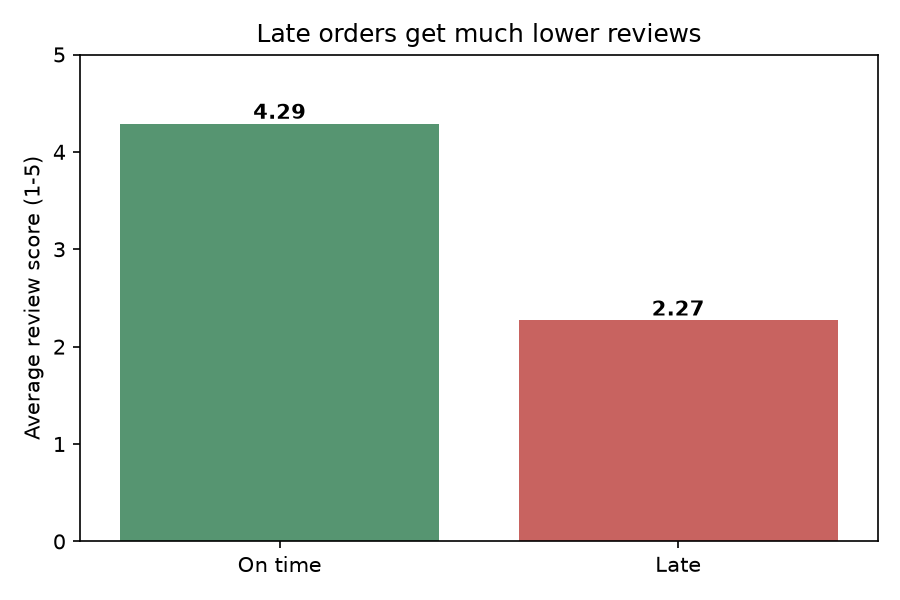 Late orders get much lower reviews
Average review score (1-5)
5
4
3
2
1
0
4.29
2.27
On time
Late